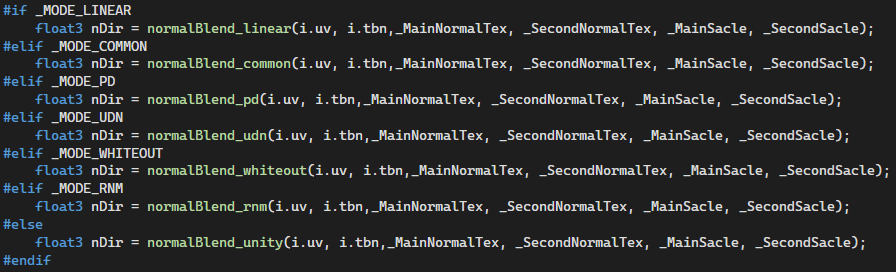 #if _MODE_LINEAR
    float3 nDir = normalBlend_linear(i.uv, i.tbn,_MainNormalTex, _SecondNormalTex, _MainSacle, _SecondSacle);
#elif _MODE_COMMON
    float3 nDir = normalBlend_common(i.uv, i.tbn,_MainNormalTex, _SecondNormalTex, _MainSacle, _SecondSacle);
#elif _MODE_PD
    float3 nDir = normalBlend_pd(i.uv, i.tbn,_MainNormalTex, _SecondNormalTex, _MainSacle, _SecondSacle);
#elif _MODE_UDN
    float3 nDir = normalBlend_udn(i.uv, i.tbn,_MainNormalTex, _SecondNormalTex, _MainSacle, _SecondSacle);
#elif _MODE_WHITEOUT
    float3 nDir = normalBlend_whiteout(i.uv, i.tbn,_MainNormalTex, _SecondNormalTex, _MainSacle, _SecondSacle);
#elif _MODE_RNM
    float3 nDir = normalBlend_rnm(i.uv, i.tbn,_MainNormalTex, _SecondNormalTex, _MainSacle, _SecondSacle);
#else
    float3 nDir = normalBlend_unity(i.uv, i.tbn,_MainNormalTex, _SecondNormalTex, _MainSacle, _SecondSacle);
#endif